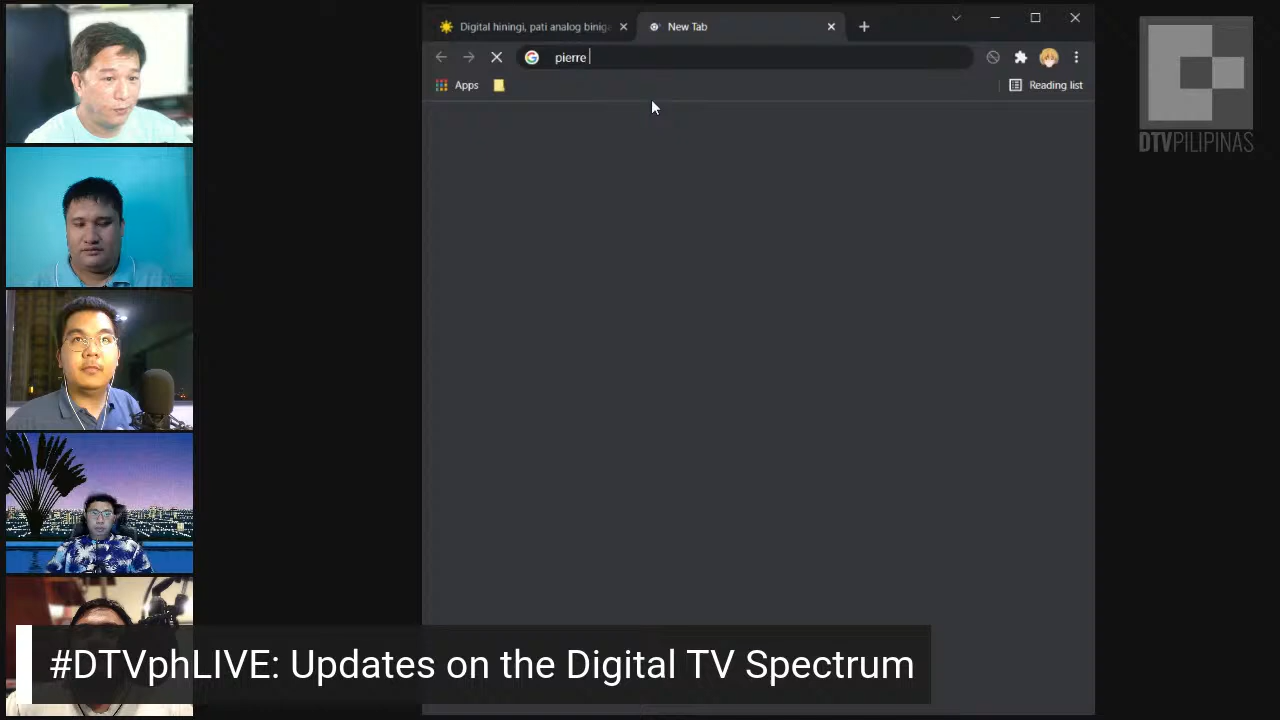 Digital hiningi, pati analog binig
New Tab
pierre
Apps
Reading list
DTVPILIPINAS
#DTVphLIVE: Updates on the Digital TV Spectrum